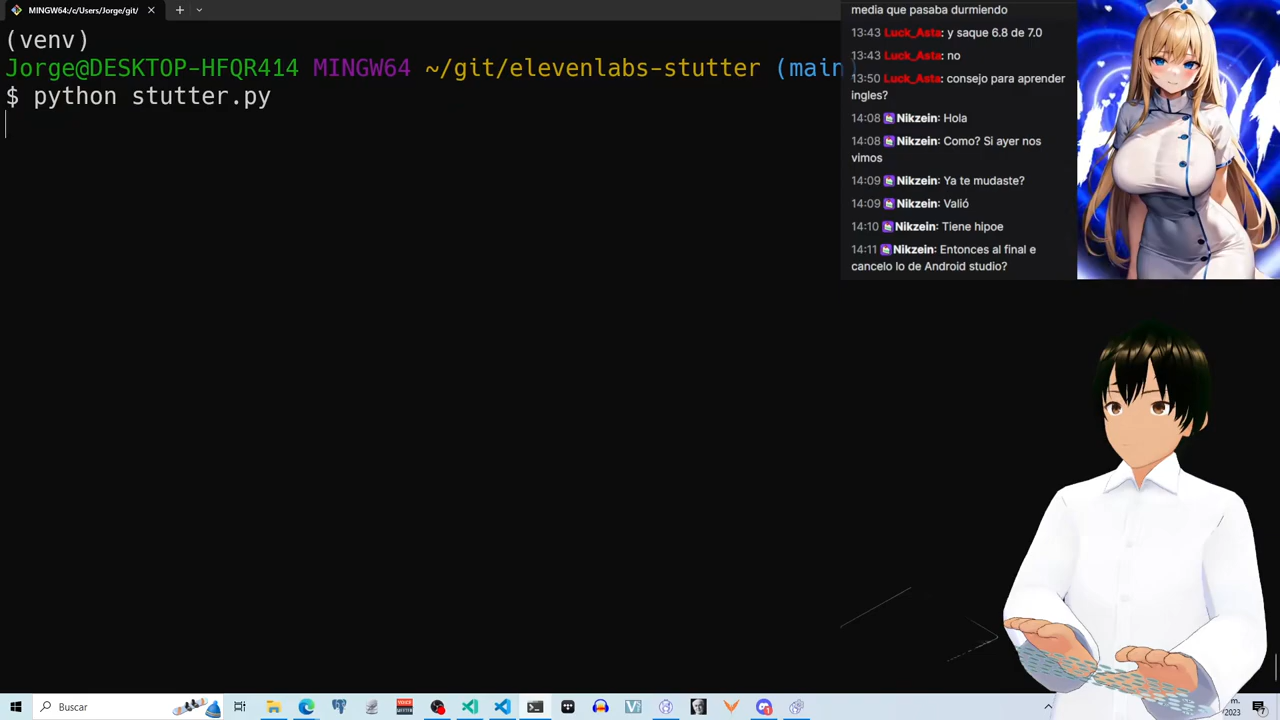 MINGW64:/c/Users/Jorge/git/
(venv)
Jorge@DESKTOP-HFQR414 MINGW64 ~/git/elevenlabs-stutter (main)
$ python stutter.py
media que pasaba durmiendo
13:43 Luck_Asta: y saque 6.8 de 7.0
13:43 Luck_Asta: no
13:50 Luck_Asta: consejo para aprender
ingles?
14:08 Nikzein: Hola
14:08 Nikzein: Como? Si ayer nos
vimos
14:09 Nikzein: Ya te mudaste?
14:09 Nikzein: Valió
14:10 Nikzein: Tiene hipoe
14:11 Nikzein: Entonces al final e
cancelo lo de Android studio?
Buscar
m.
/2023